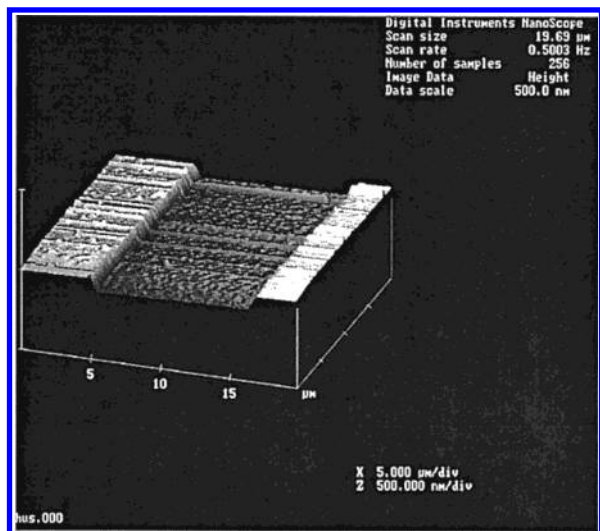 Digital Instruments NanoScope
Scan size 19.69 µm
Scan rate 0.5003 Hz
Number of samples 256
Image Data Height
Data scale 500.0 nm
5
10
15
µm
X 5.000 µm/div
Z 500.000 nm/div
hus.000